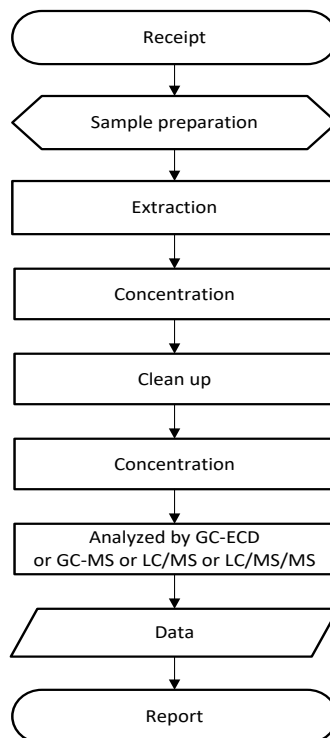 Receipt
Sample preparation
Extraction
Concentration
Clean up
Concentration
Analyzed by GC-ECD
or GC-MS or LC/MS or LC/MS/MS
Data
Report